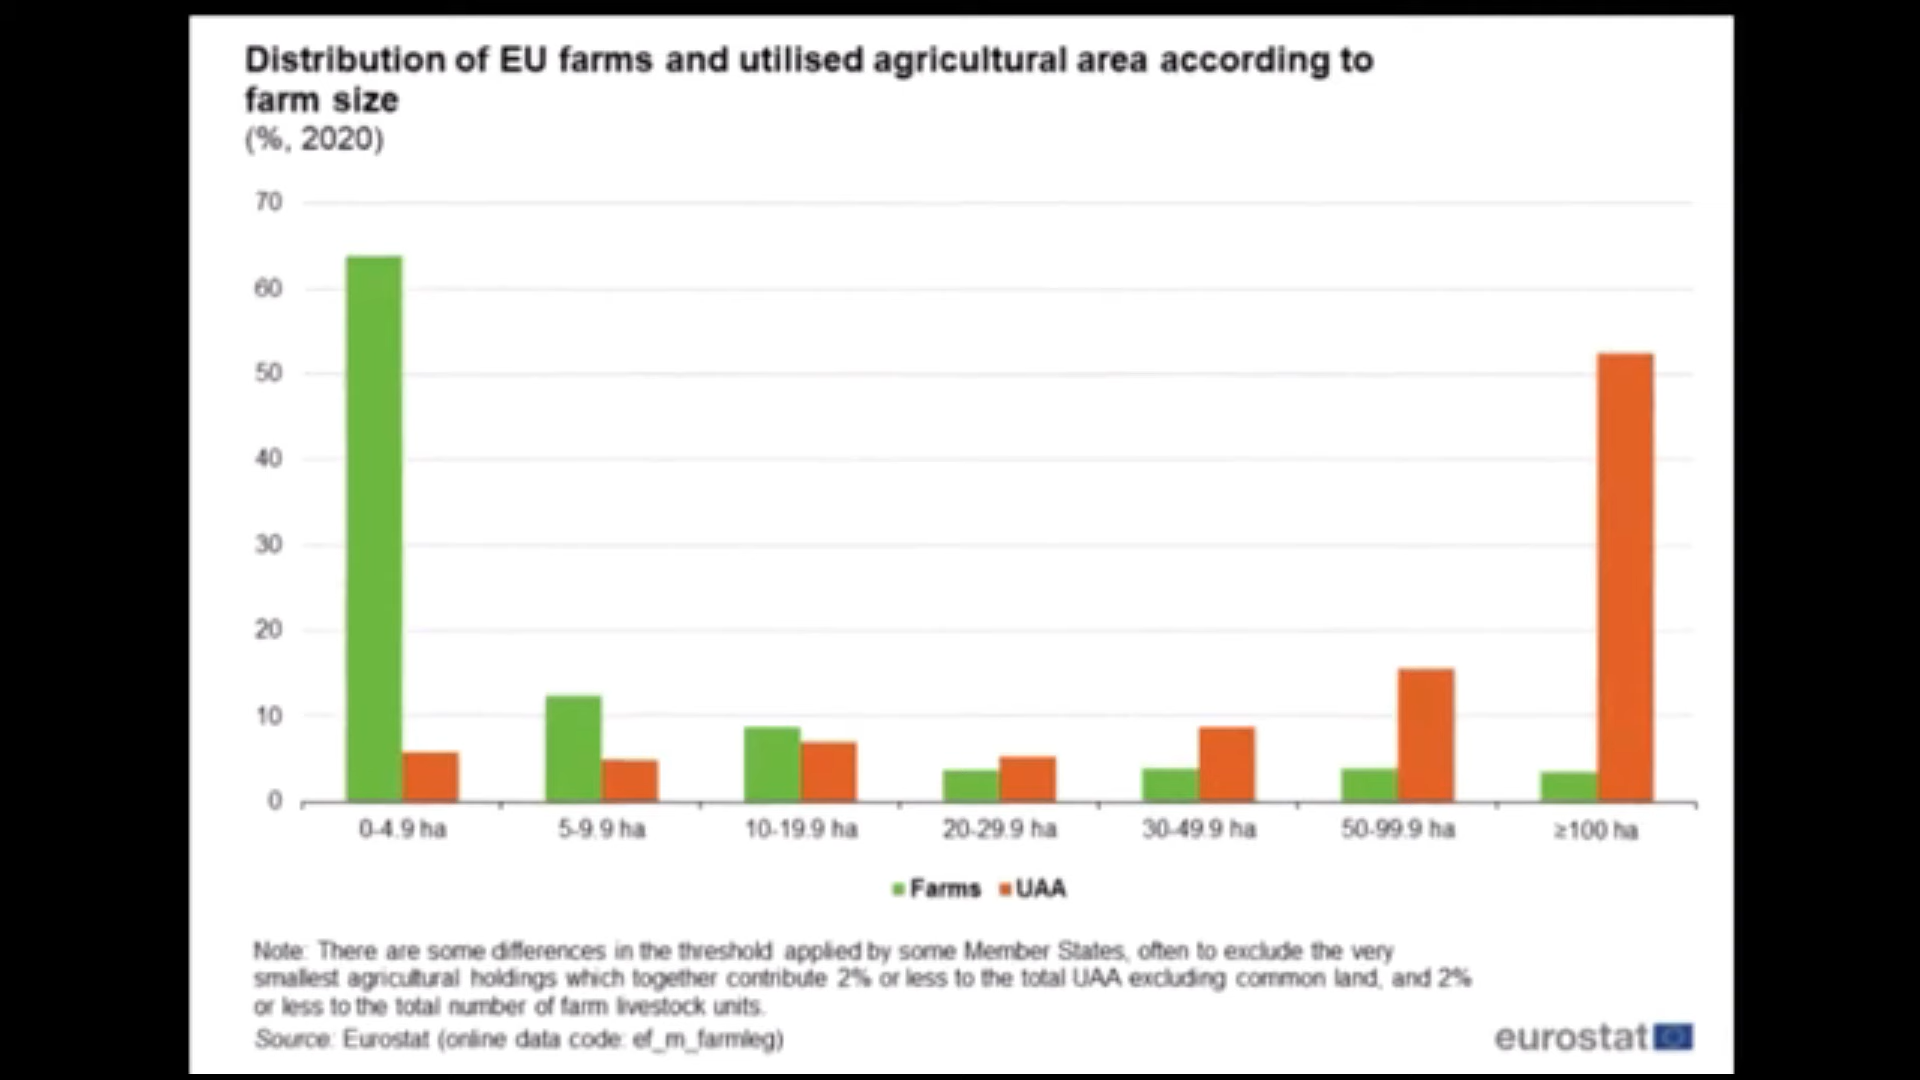 Distribution of EU farms and utilised agricultural area according to
farm size
(%, 2020)
70
60
50
40
30
20
10
0
0-4.9 ha 5-9.9 ha 10-19.9 ha 20-29.9 ha 30-49.9 ha 50-99.9 ha ≥100 ha
Farms UAA
Note: There are some differences in the threshold applied by some Member States, often to exclude the very
smallest agricultural holdings which together contribute 2% or less to the total UAA excluding common land, and 2%
or less to the total number of farm livestock units.
Source: Eurostat (online data code: ef_m_farmleg)
eurostat